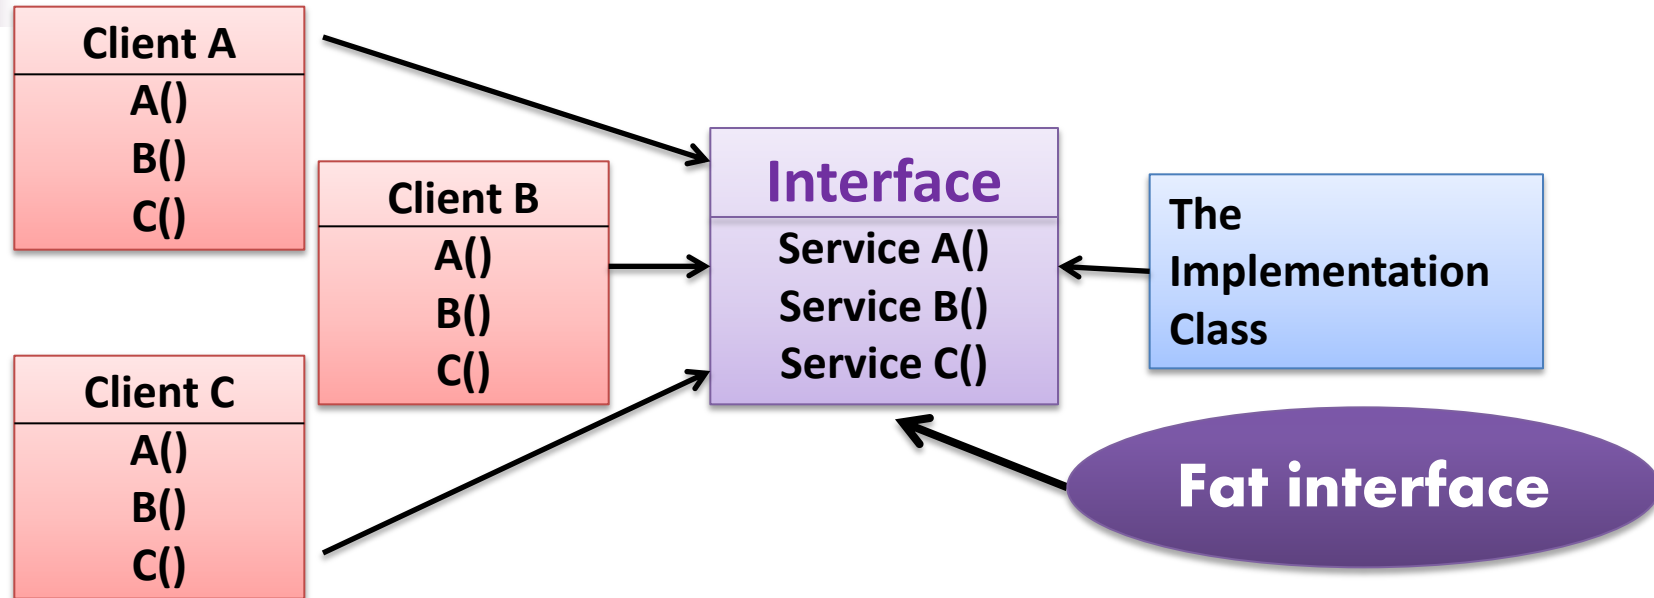 Client A
A()
B()
C()
Client B
A()
B()
C()
Client C
A()
B()
C()
Interface
Service A()
Service B()
Service C()
The
Implementation
Class
Fat interface